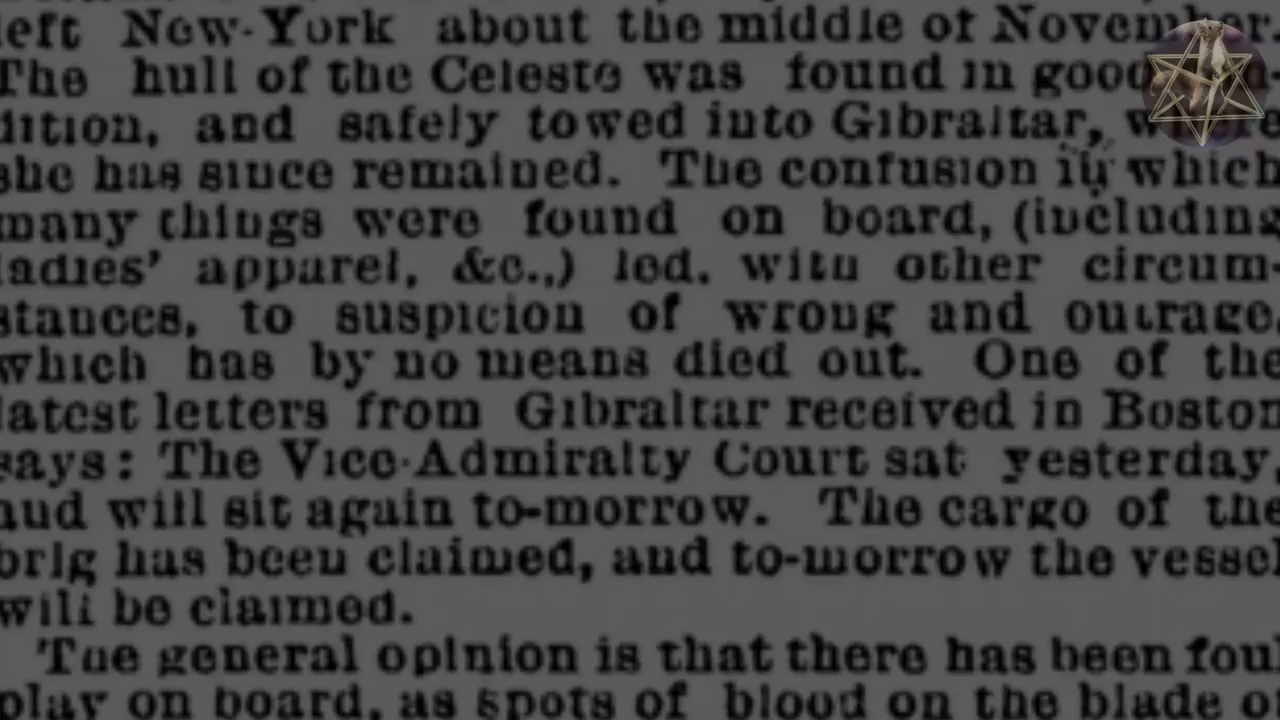 left New-York about the middle of November.
The hull of the Celeste was found in good con-
dition, and safely towed into Gibraltar, where
she has since remained. The confusion in which
many things were found on board, (including
ladies' apparel, &c.,) led, with other circum-
stances, to suspicion of wrong and outrage,
which has by no means died out. One of the
latest letters from Gibraltar received in Boston
says: The Vice-Admiralty Court sat yesterday,
and will sit again to-morrow. The cargo of the
brig has been claimed, and to-morrow the vessel
will be claimed.
The general opinion is that there has been foul
play on board, as spots of blood on the blade of